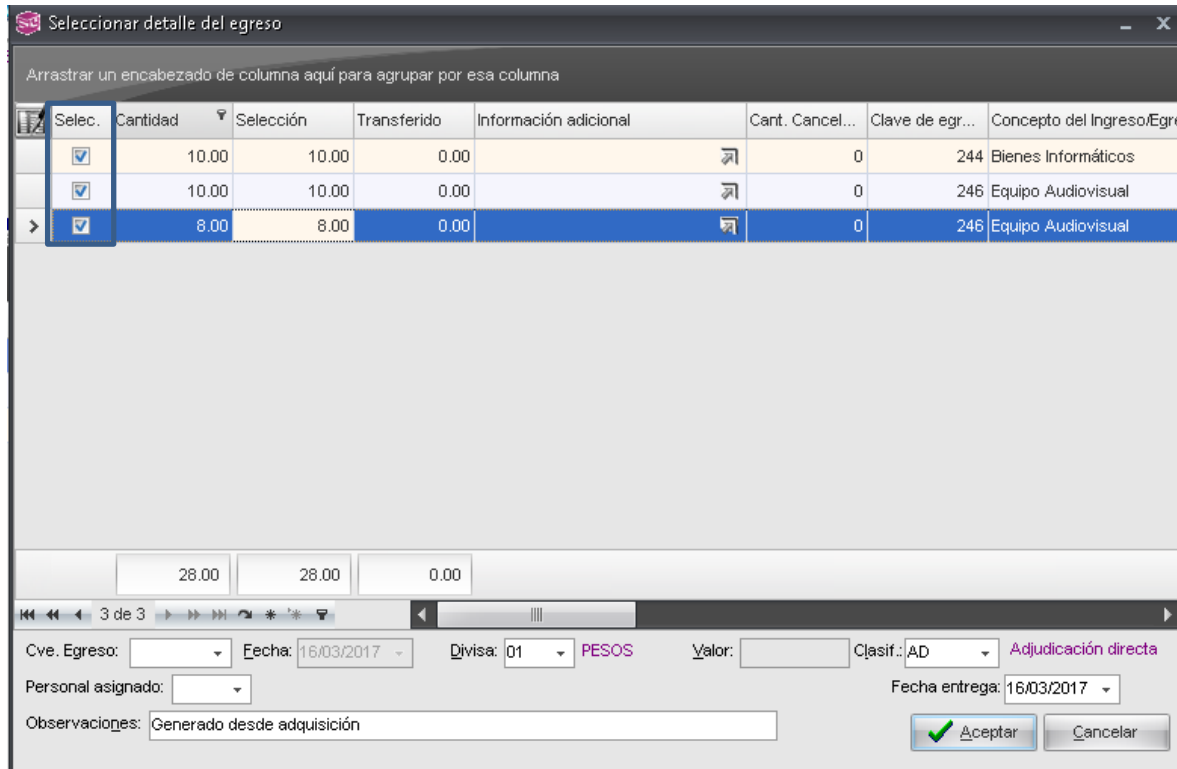 Seleccionar detalle del egreso
Arrastrar un encabezado de columna aquí para agrupar por esa columna
Selec. Cantidad Selección Transferido Información adicional Cant. Cancel... Clave de egr... Concepto del Ingreso/Egre
10.00 10.00 0.00 0 244 Bienes Informáticos
10.00 10.00 0.00 0 246 Equipo Audiovisual
8.00 8.00 0.00 0 246 Equipo Audiovisual
28.00 28.00 0.00
3 de 3
Cve. Egreso: Fecha: 16/03/2017 Divisa: 01 PESOS Valor: Clasif.: AD Adjudicación directa
Personal asignado: Fecha entrega: 16/03/2017
Observaciones: Generado desde adquisición Aceptar Cancelar